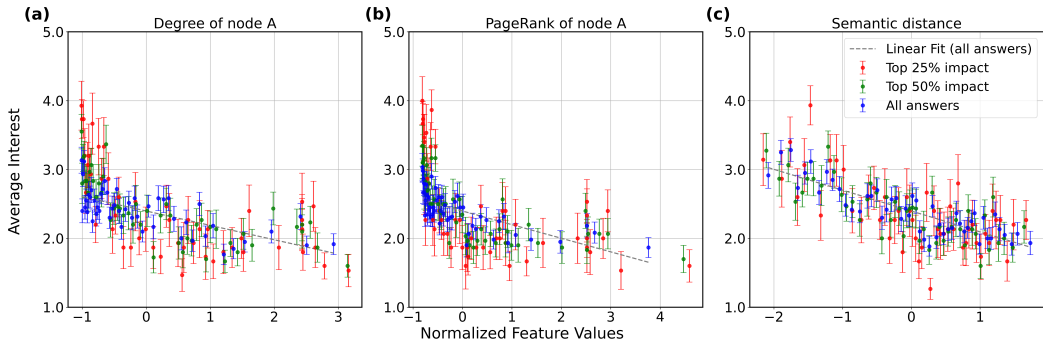 (a)
Degree of node A
(b)
PageRank of node A
(c)
Semantic distance
Average Interest
5.0
4.0
3.0
2.0
1.0
−1 0 1 2 3
5.0
4.0
3.0
2.0
1.0
−1 0 1 2 3 4
5.0
4.0
3.0
2.0
1.0
−2 −1 0 1
Linear Fit (all answers)
Top 25% impact
Top 50% impact
All answers
Normalized Feature Values